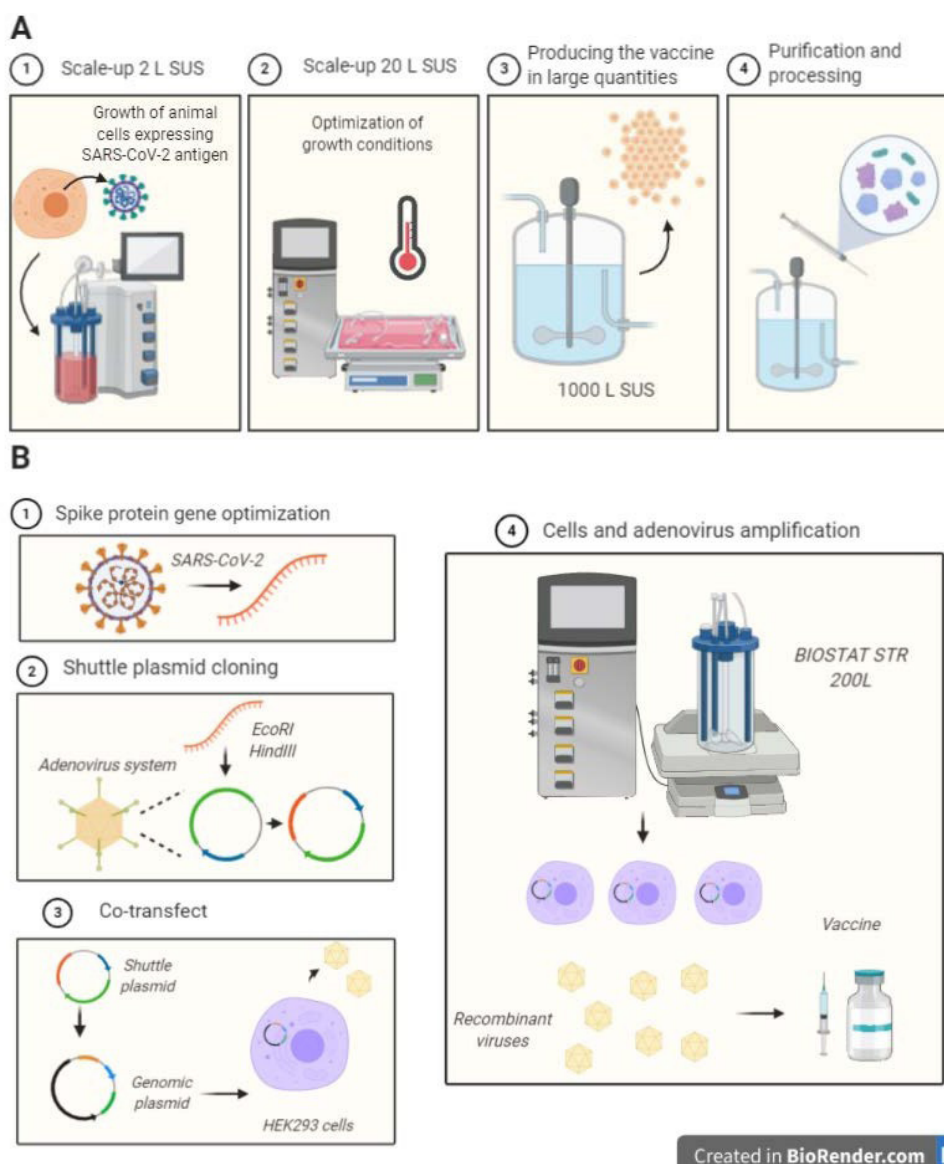 A
1 Scale-up 2 L SUS
Growth of animal
cells expressing
SARS-CoV-2 antigen
2 Scale-up 20 L SUS
Optimization of
growth conditions
3 Producing the vaccine
in large quantities
1000 L SUS
4 Purification and
processing
B
1 Spike protein gene optimization
SARS-CoV-2
2 Shuttle plasmid cloning
EcoRI
HindIII
Adenovirus system
3 Co-transfect
Shuttle
plasmid
Genomic
plasmid
HEK293 cells
4 Cells and adenovirus amplification
BIOSTAT STR
200L
Vaccine
Recombinant
viruses
Created in BioRender.com